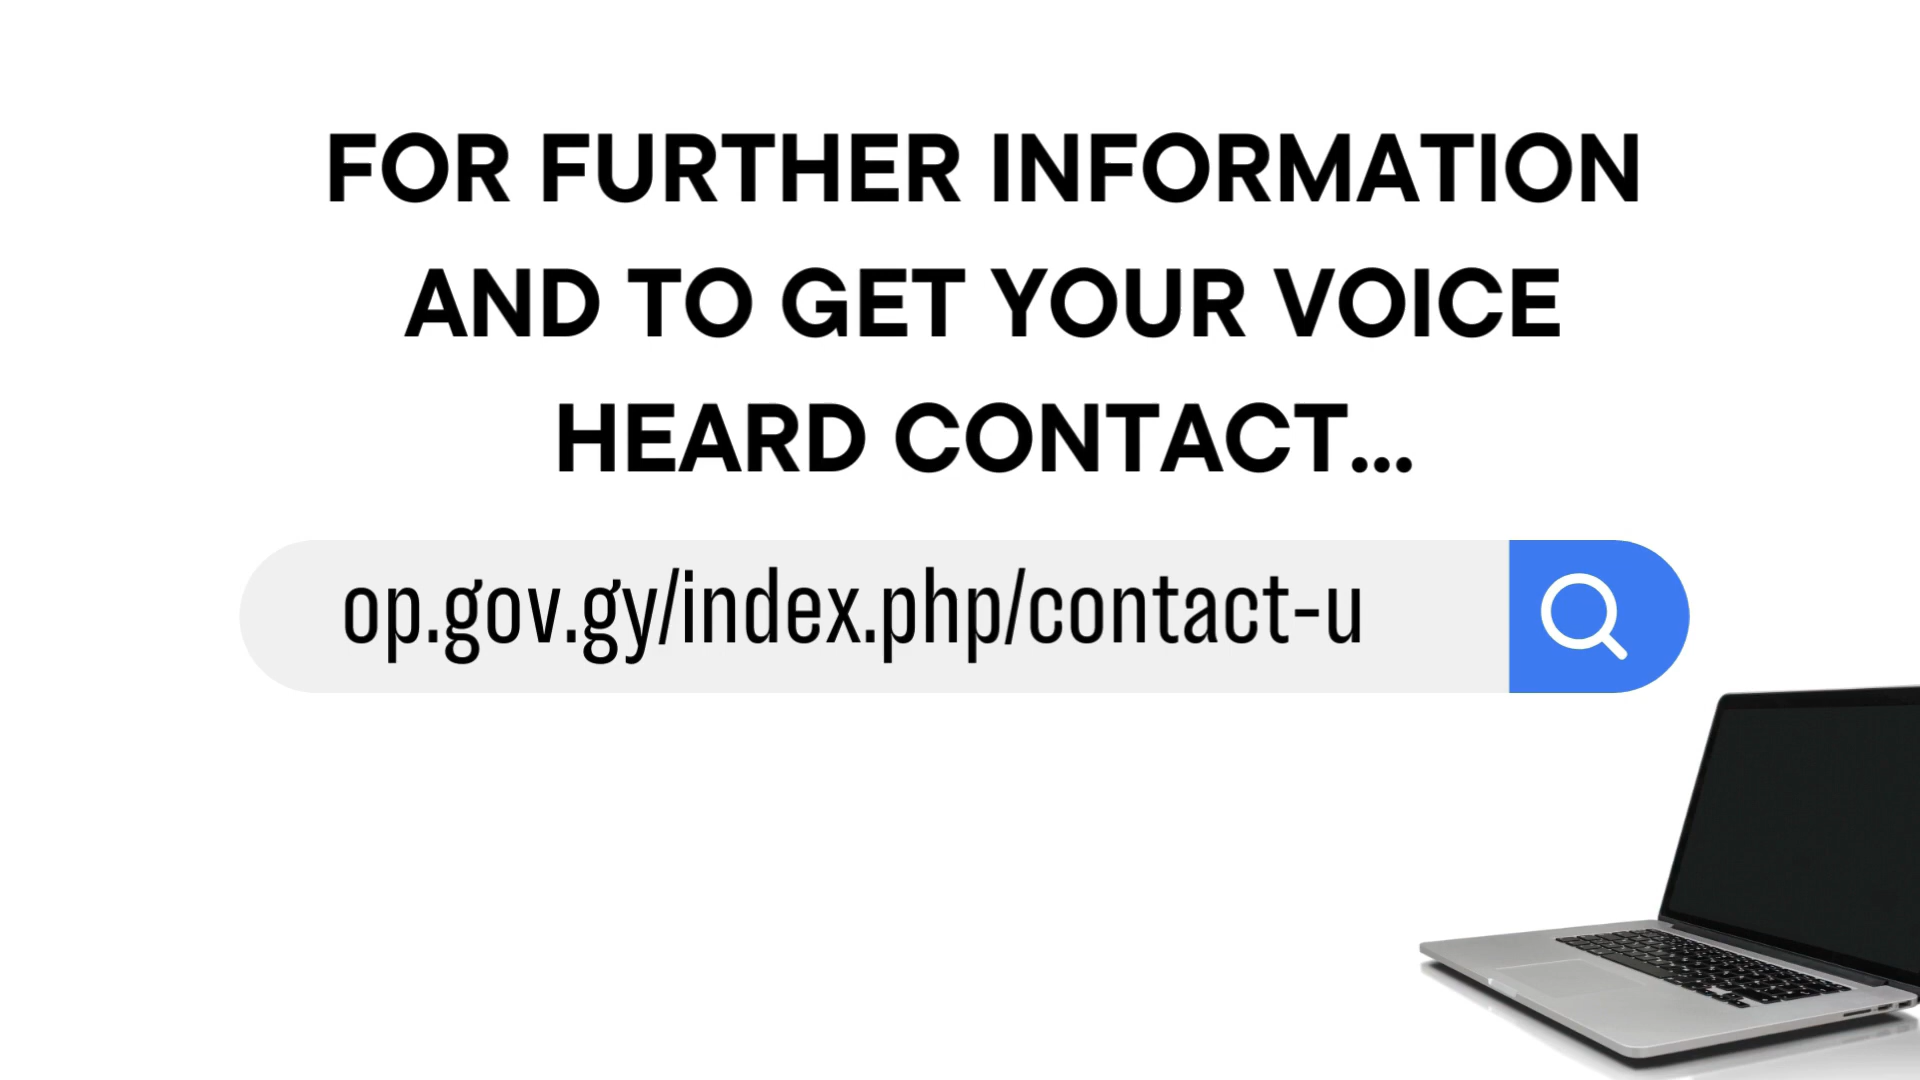 FOR FURTHER INFORMATION
AND TO GET YOUR VOICE
HEARD CONTACT...
op.gov.gy/index.php/contact-u